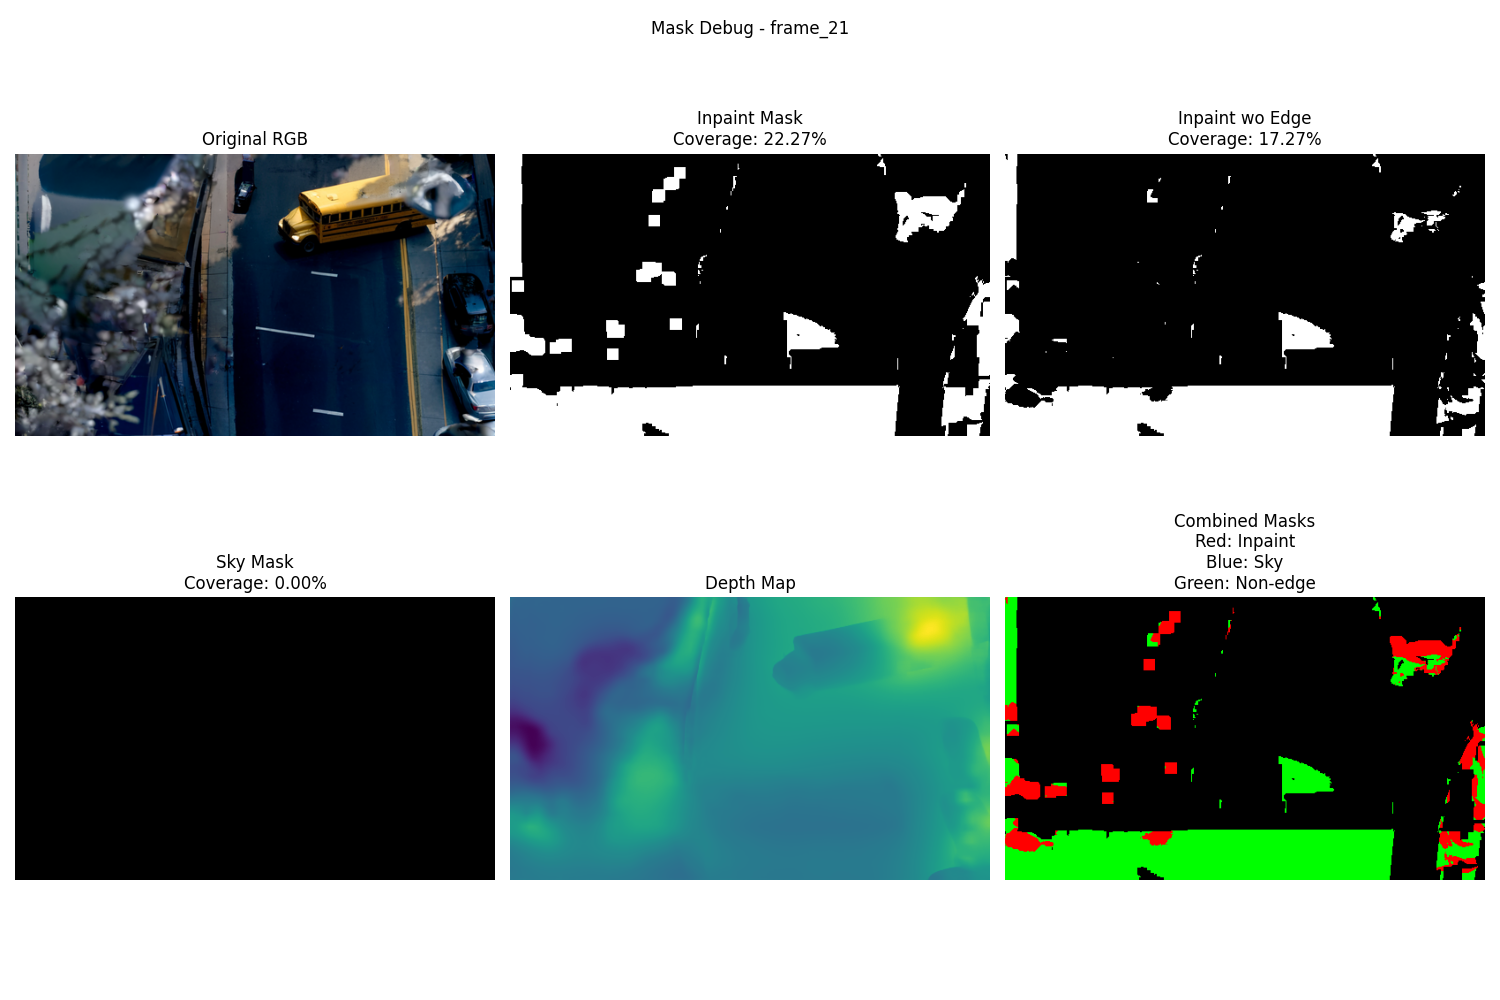 Mask Debug - frame_21
Original RGB
Inpaint Mask
Coverage: 22.27%
Inpaint wo Edge
Coverage: 17.27%
Sky Mask
Coverage: 0.00%
Depth Map
Combined Masks
Red: Inpaint
Blue: Sky
Green: Non-edge